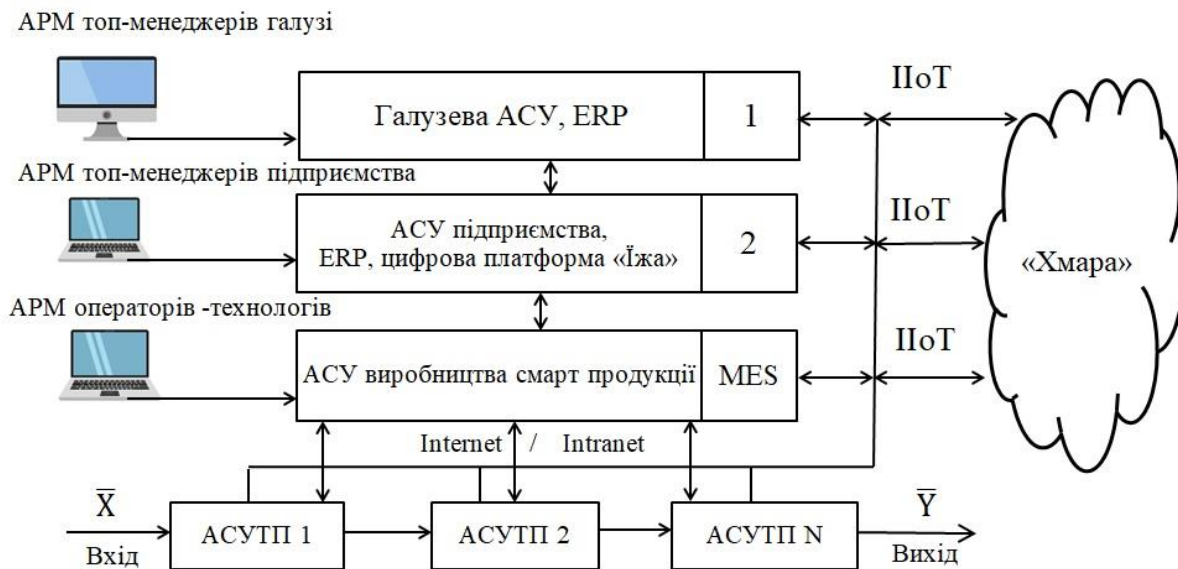 АРМ топ-менеджерів галузі
Галузева АСУ, ERP
1
IIoT
АРМ топ-менеджерів підприємства
АСУ підприємства,
ERP, цифрова платформа «Їжа»
2
IIoT
«Хмара»
АРМ операторів -технологів
АСУ виробництва смарт продукції
MES
IIoT
Internet / Intranet
X̅
Вхід
АСУТП 1
АСУТП 2
АСУТП N
Y̅
Вихід